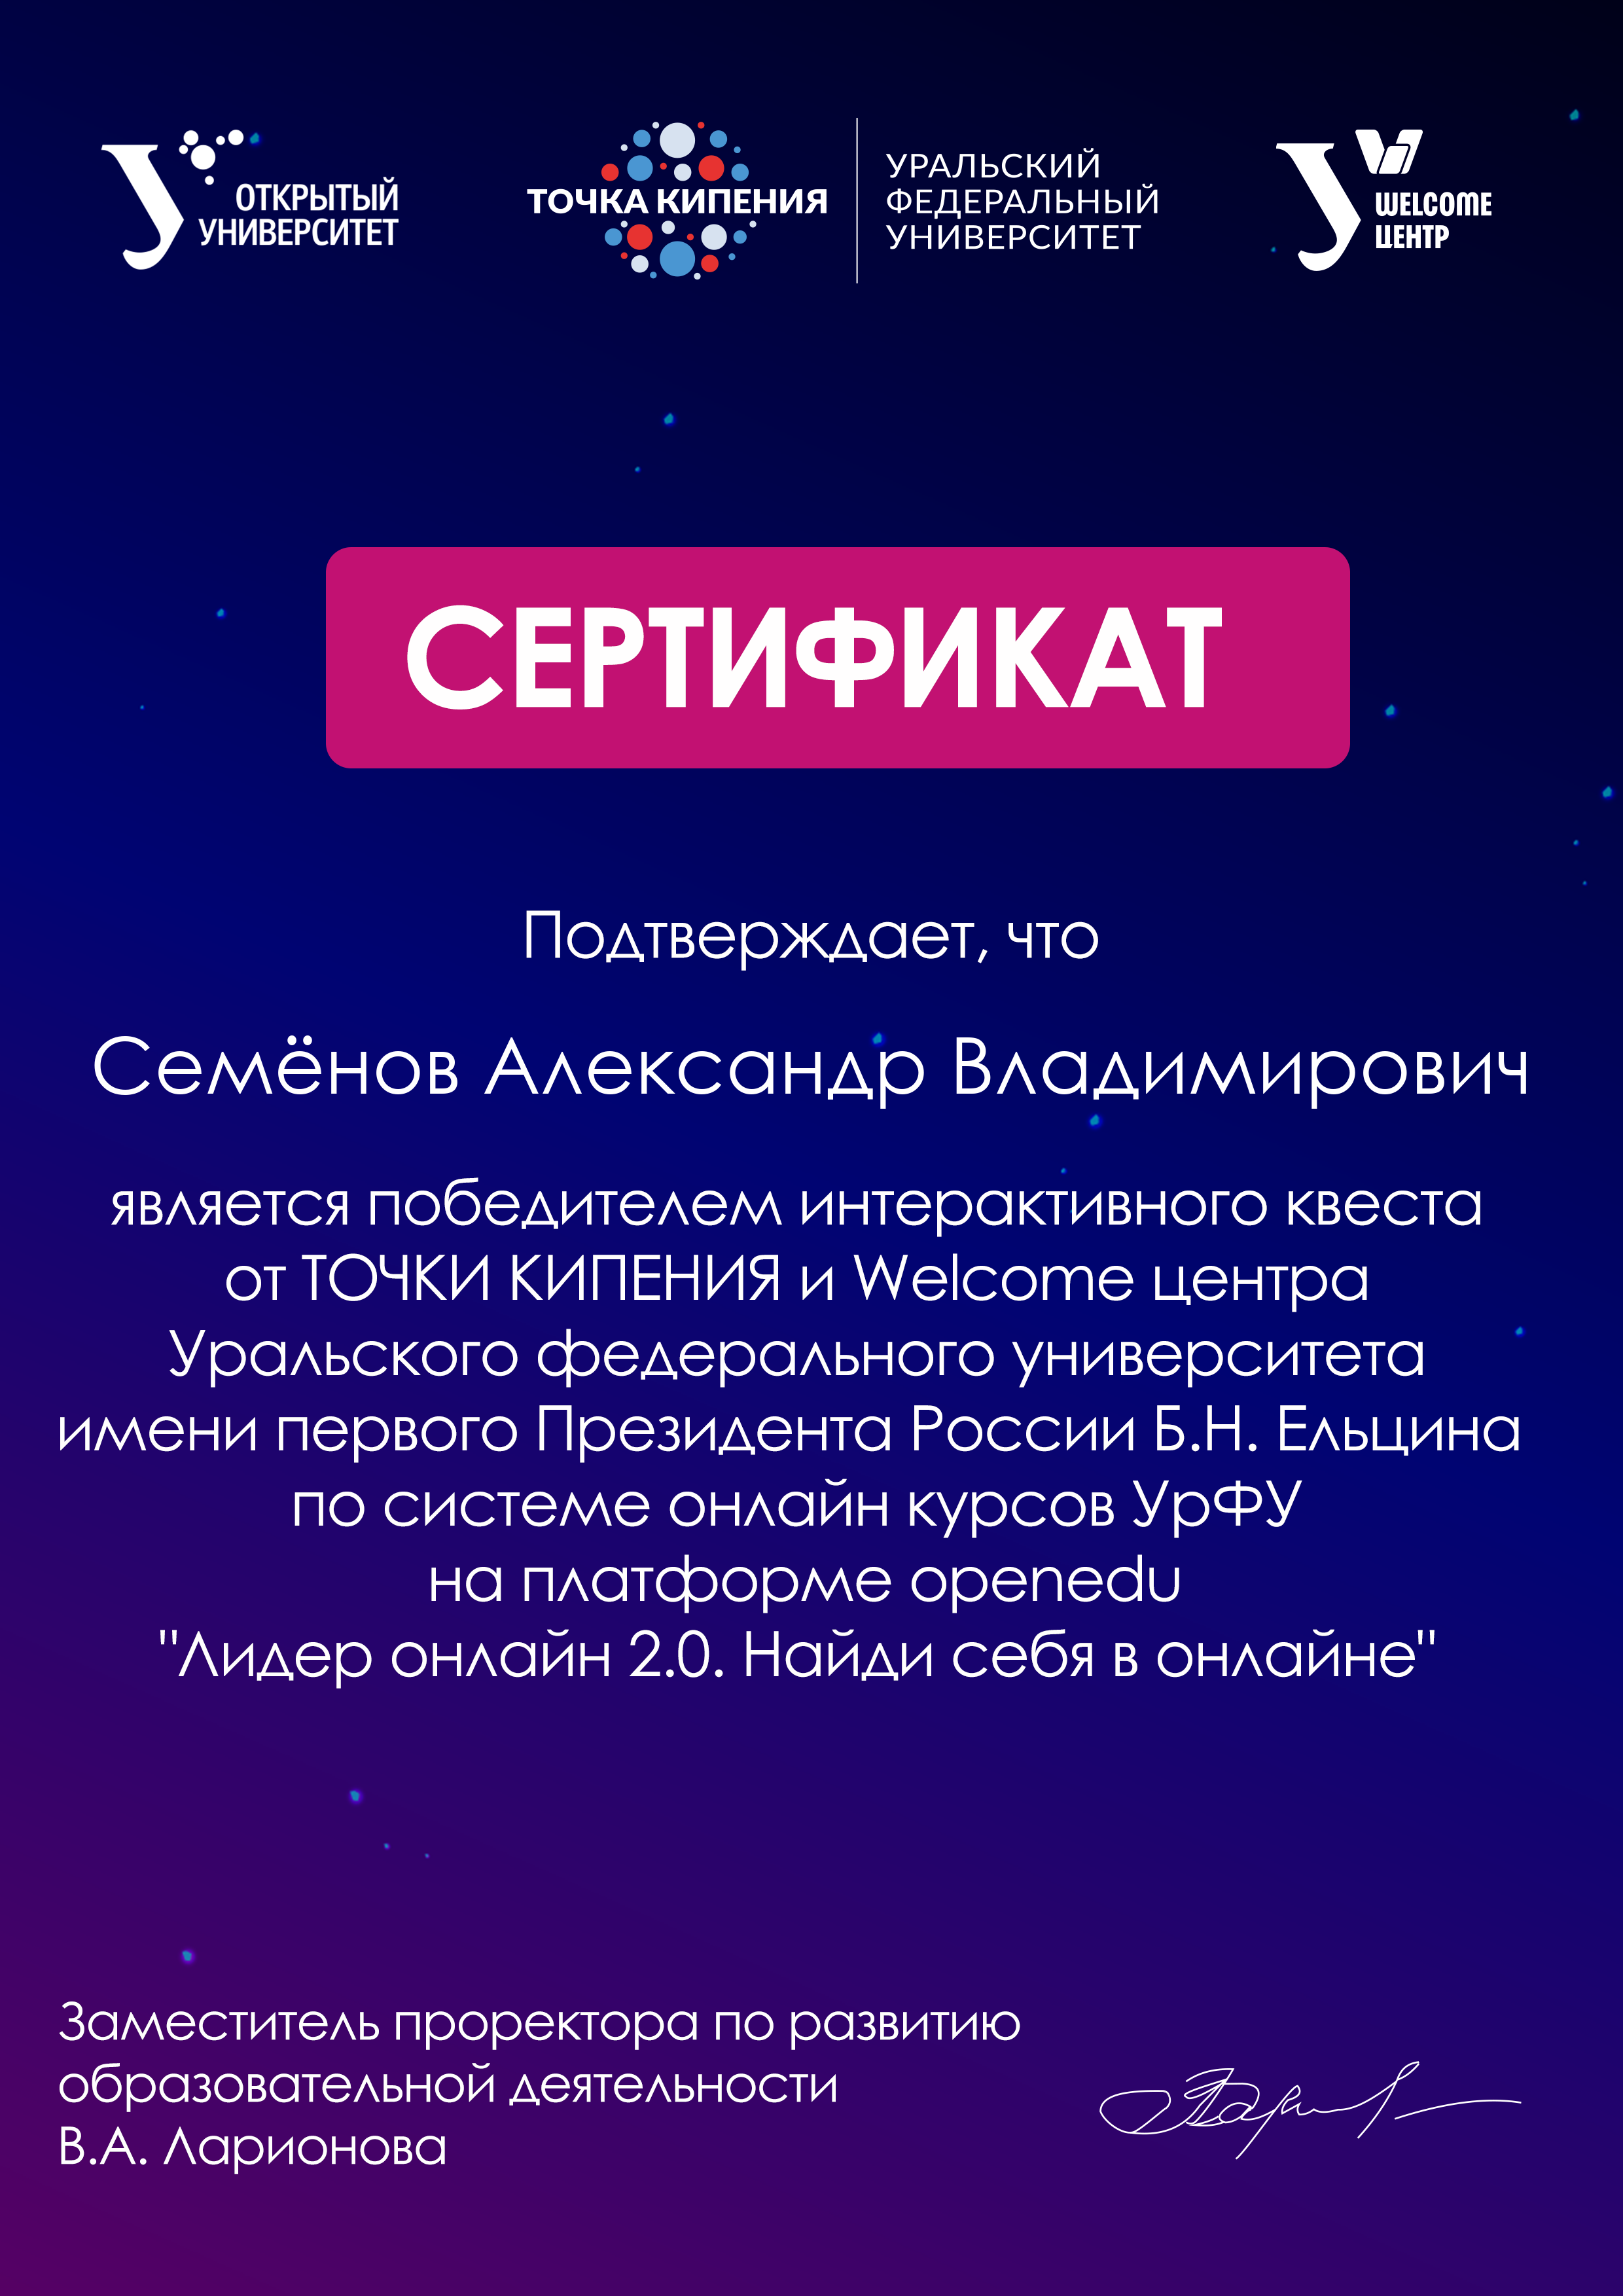 ОТКРЫТЫЙ
УНИВЕРСИТЕТ
ТОЧКА КИПЕНИЯ
УРАЛЬСКИЙ
ФЕДЕРАЛЬНЫЙ
УНИВЕРСИТЕТ
WELCOME
ЦЕНТР
СЕРТИФИКАТ
Подтверждает, что
Семёнов Александр Владимирович
является победителем интерактивного квеста
от ТОЧКИ КИПЕНИЯ и Welcome центра
Уральского федерального университета
имени первого Президента России Б.Н. Ельцина
по системе онлайн курсов УрФУ
на платформе openedu
"Лидер онлайн 2.0. Найди себя в онлайне"
Заместитель проректора по развитию
образовательной деятельности
В.А. Ларионова